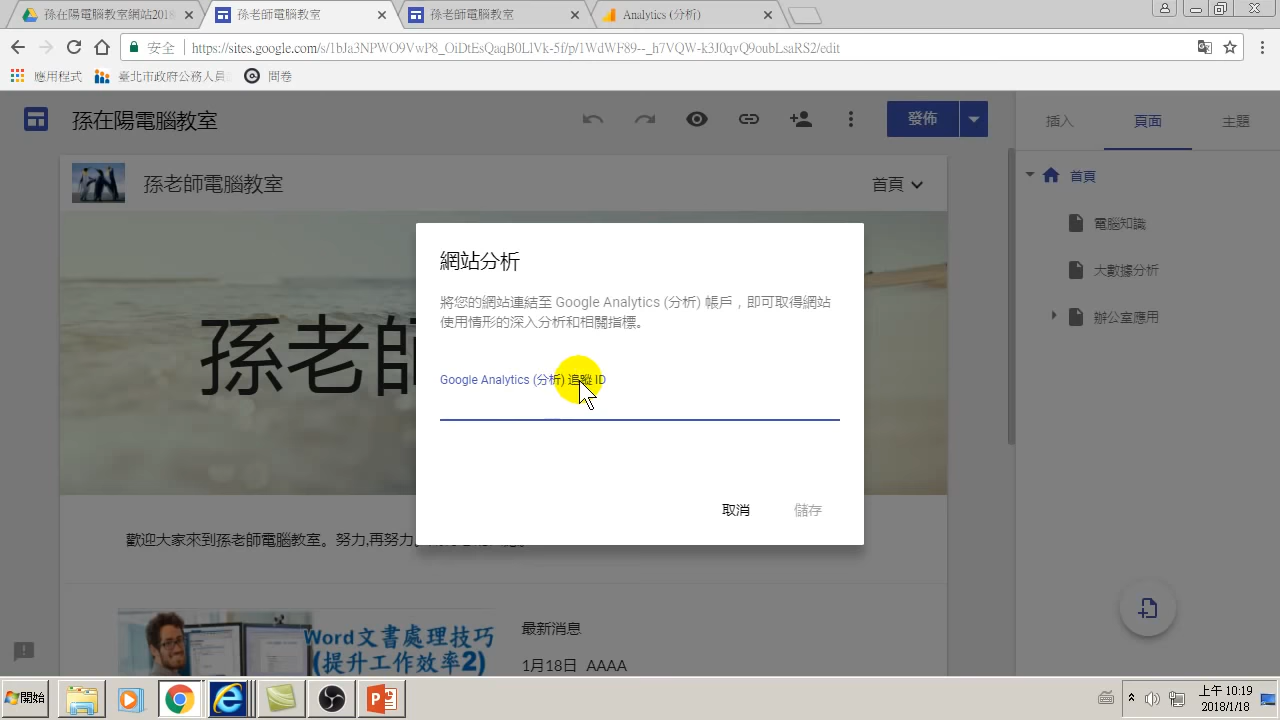 孫在陽電腦教室網站2018
孫老師電腦教室
孫老師電腦教室
Analytics (分析)
安全
https://sites.google.com/s/1bJa3NPWO9VwP8_OiDtEsQaqB0LIVk-5f/p/1WdWF89--_h7VQW-k3J0qvQ9oubLsaRS2/edit
應用程式
臺北市政府公務人員
問卷
孫在陽電腦教室
發佈
插入
頁面
主題
孫老師電腦教室
首頁
首頁
電腦知識
大數據分析
辦公室應用
孫老師
網站分析
將您的網站連結至 Google Analytics (分析) 帳戶，即可取得網站
使用情形的深入分析和相關指標。
Google Analytics (分析) 追蹤 ID
取消
儲存
歡迎大家來到孫老師電腦教室。努力,再努力
Word文書處理技巧
(提升工作效率2)
最新消息
1月18日 AAAA
開始
上午 10:19
2018/1/18